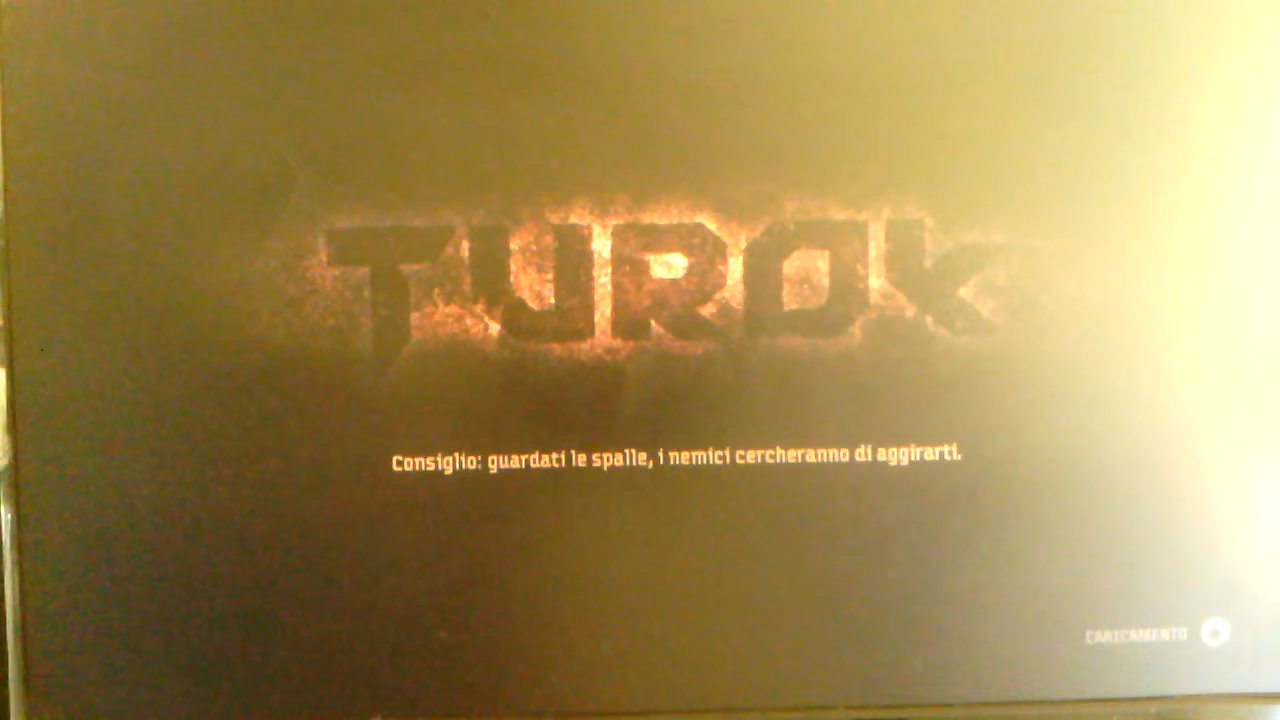 TUROK
Consiglio: guardati le spalle, i nemici cercheranno di aggirarti.
CARICAMENTO